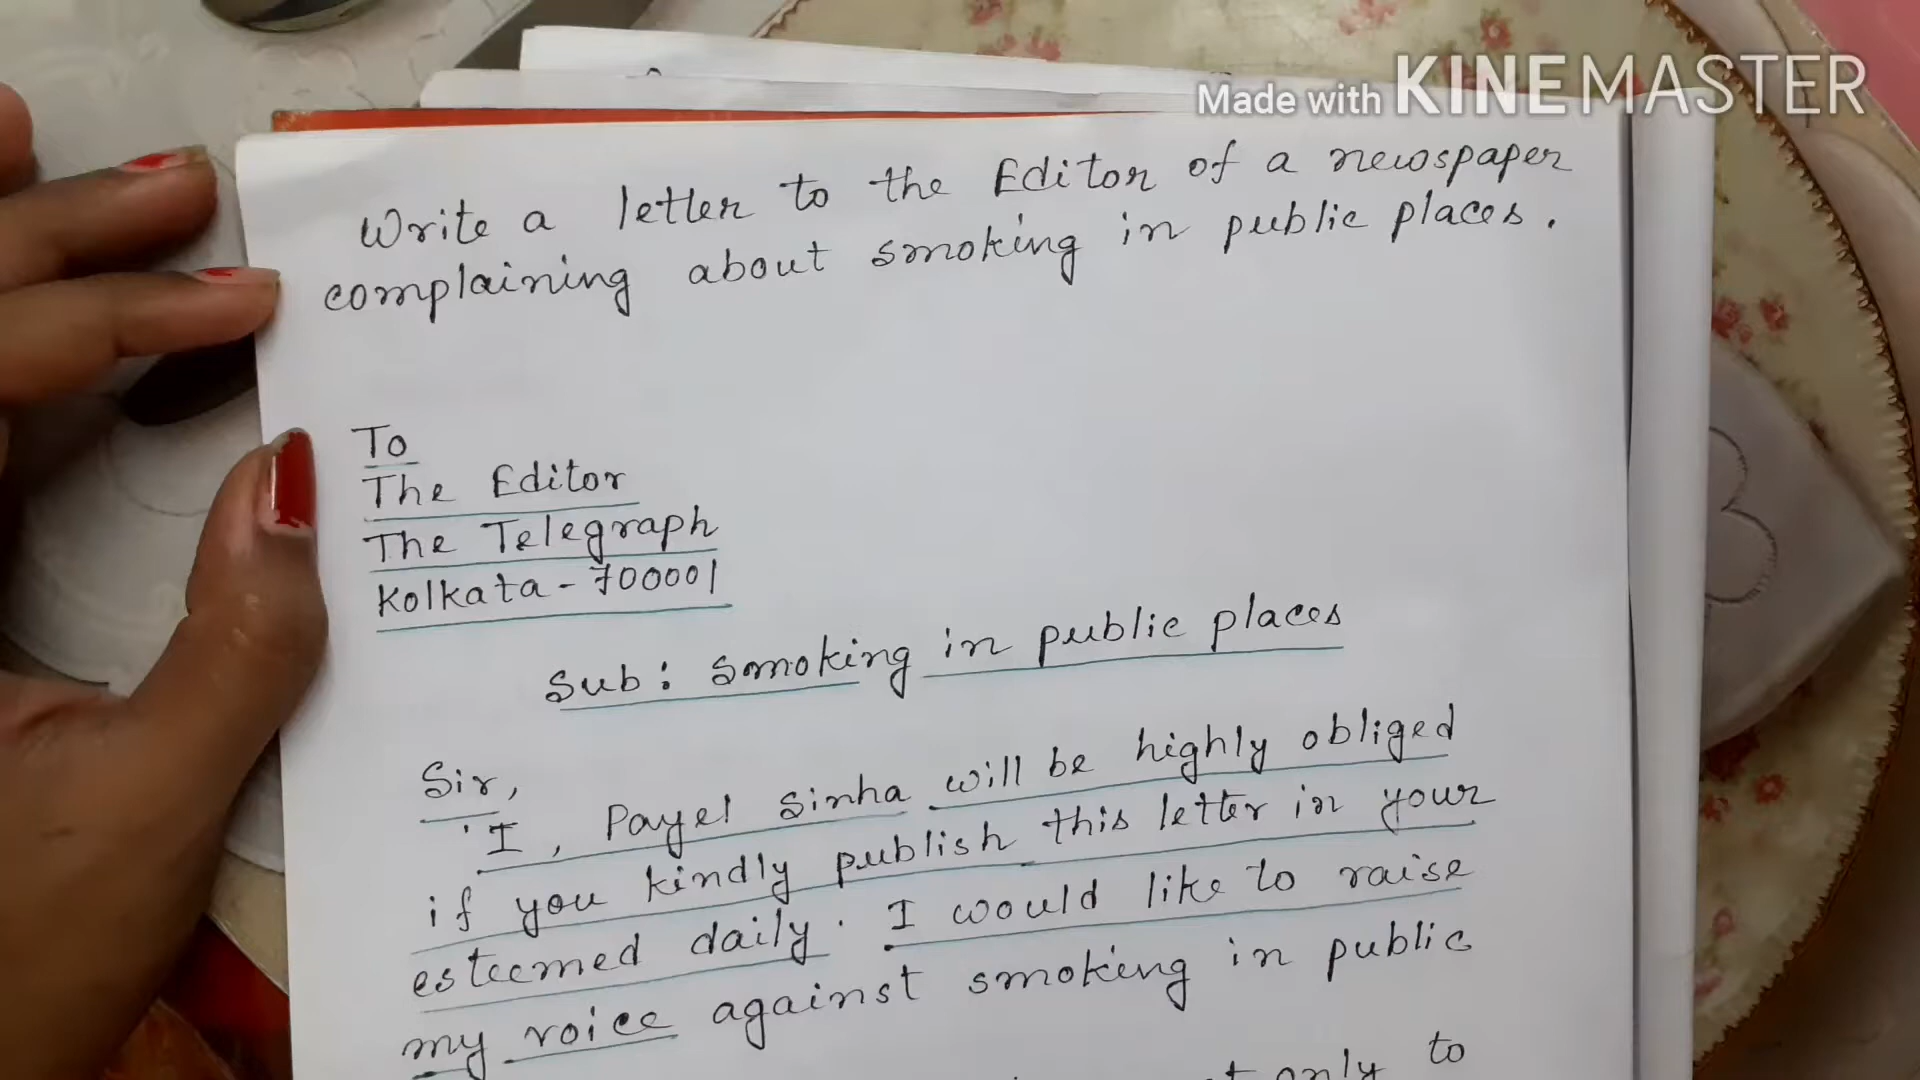 Made with KINEMASTER
Write a letter to the Editor of a newspaper
complaining about smoking in public places.
To
The Editor
The Telegraph
Kolkata - 700001
Sub: smoking in public places
Sir,
I, Payel Sinha will be highly obliged
if you kindly publish this letter in your
esteemed daily. I would like to raise
my voice against smoking in public
only to